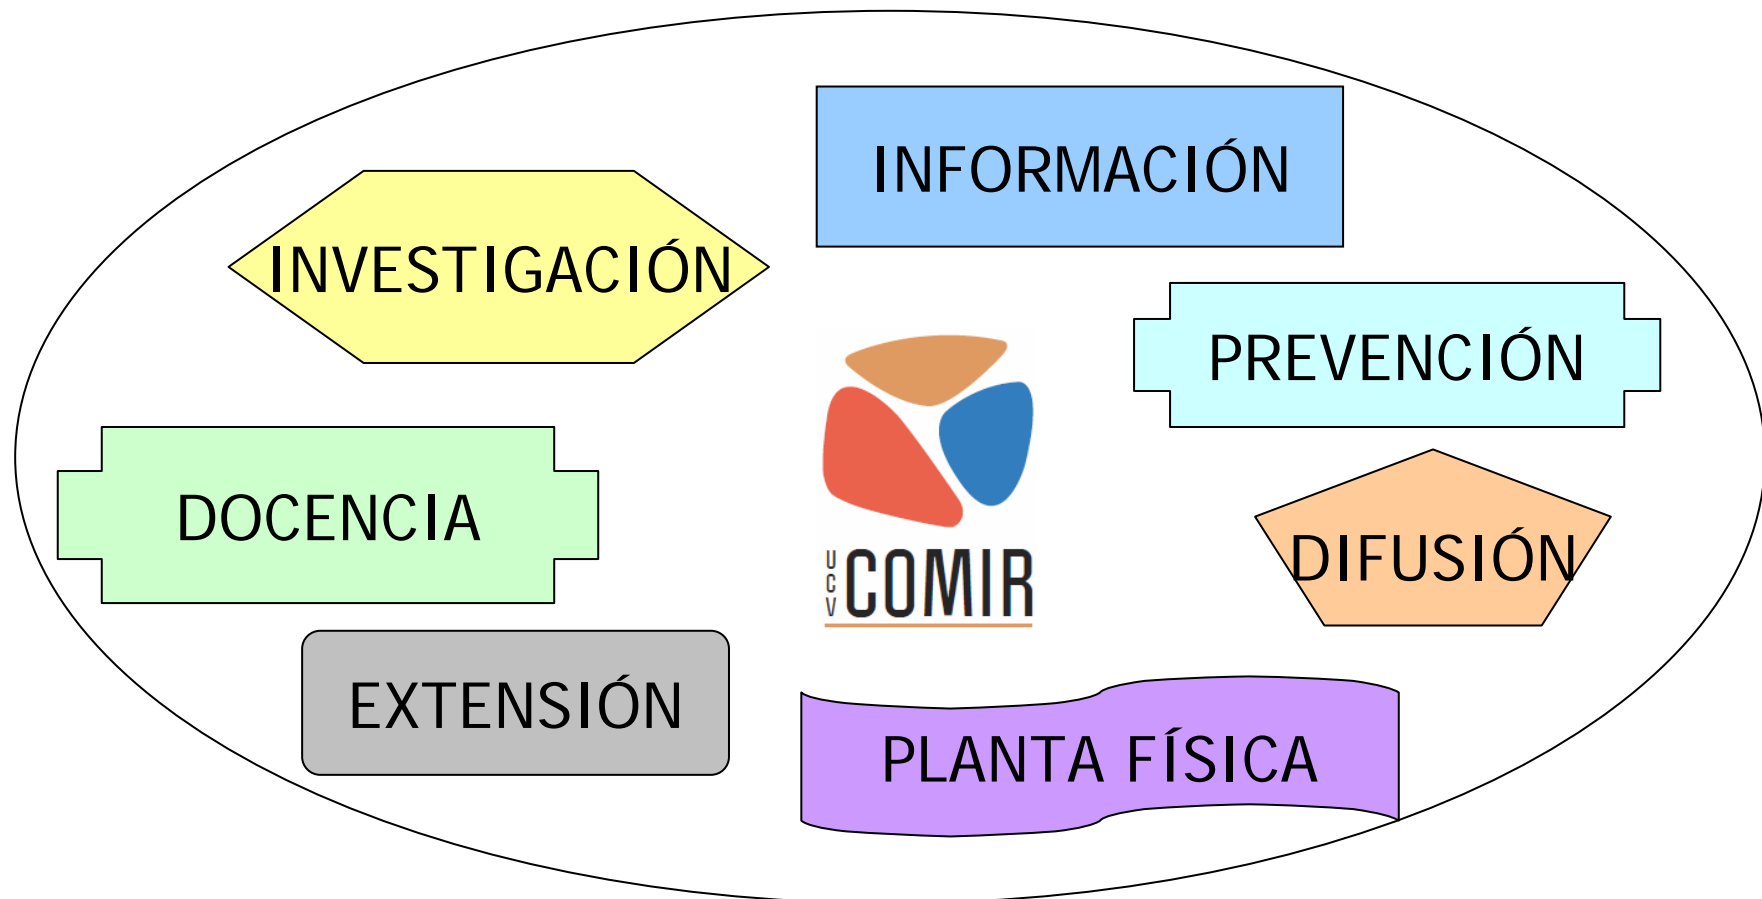 INFORMACIÓN
INVESTIGACIÓN
PREVENCIÓN
DOCENCIA
DIFUSIÓN
UCV
COMIR
EXTENSIÓN
PLANTA FÍSICA